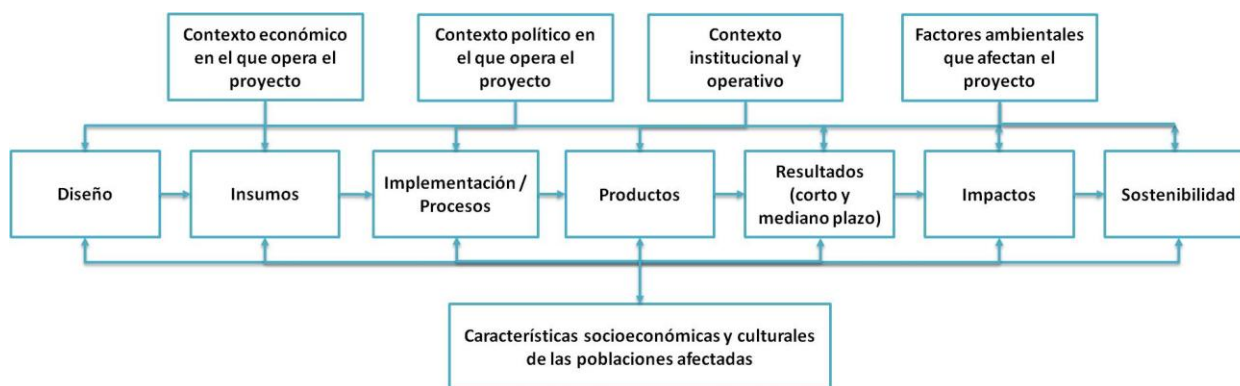 Contexto económico
en el que opera el
proyecto
Contexto político en
el que opera el
proyecto
Contexto
institucional y
operativo
Factores ambientales
que afectan el
proyecto
Diseño
Insumos
Implementación /
Procesos
Productos
Resultados
(corto y
mediano plazo)
Impactos
Sostenibilidad
Característicás socioeconómicas y culturales
de las poblaciones afectadas